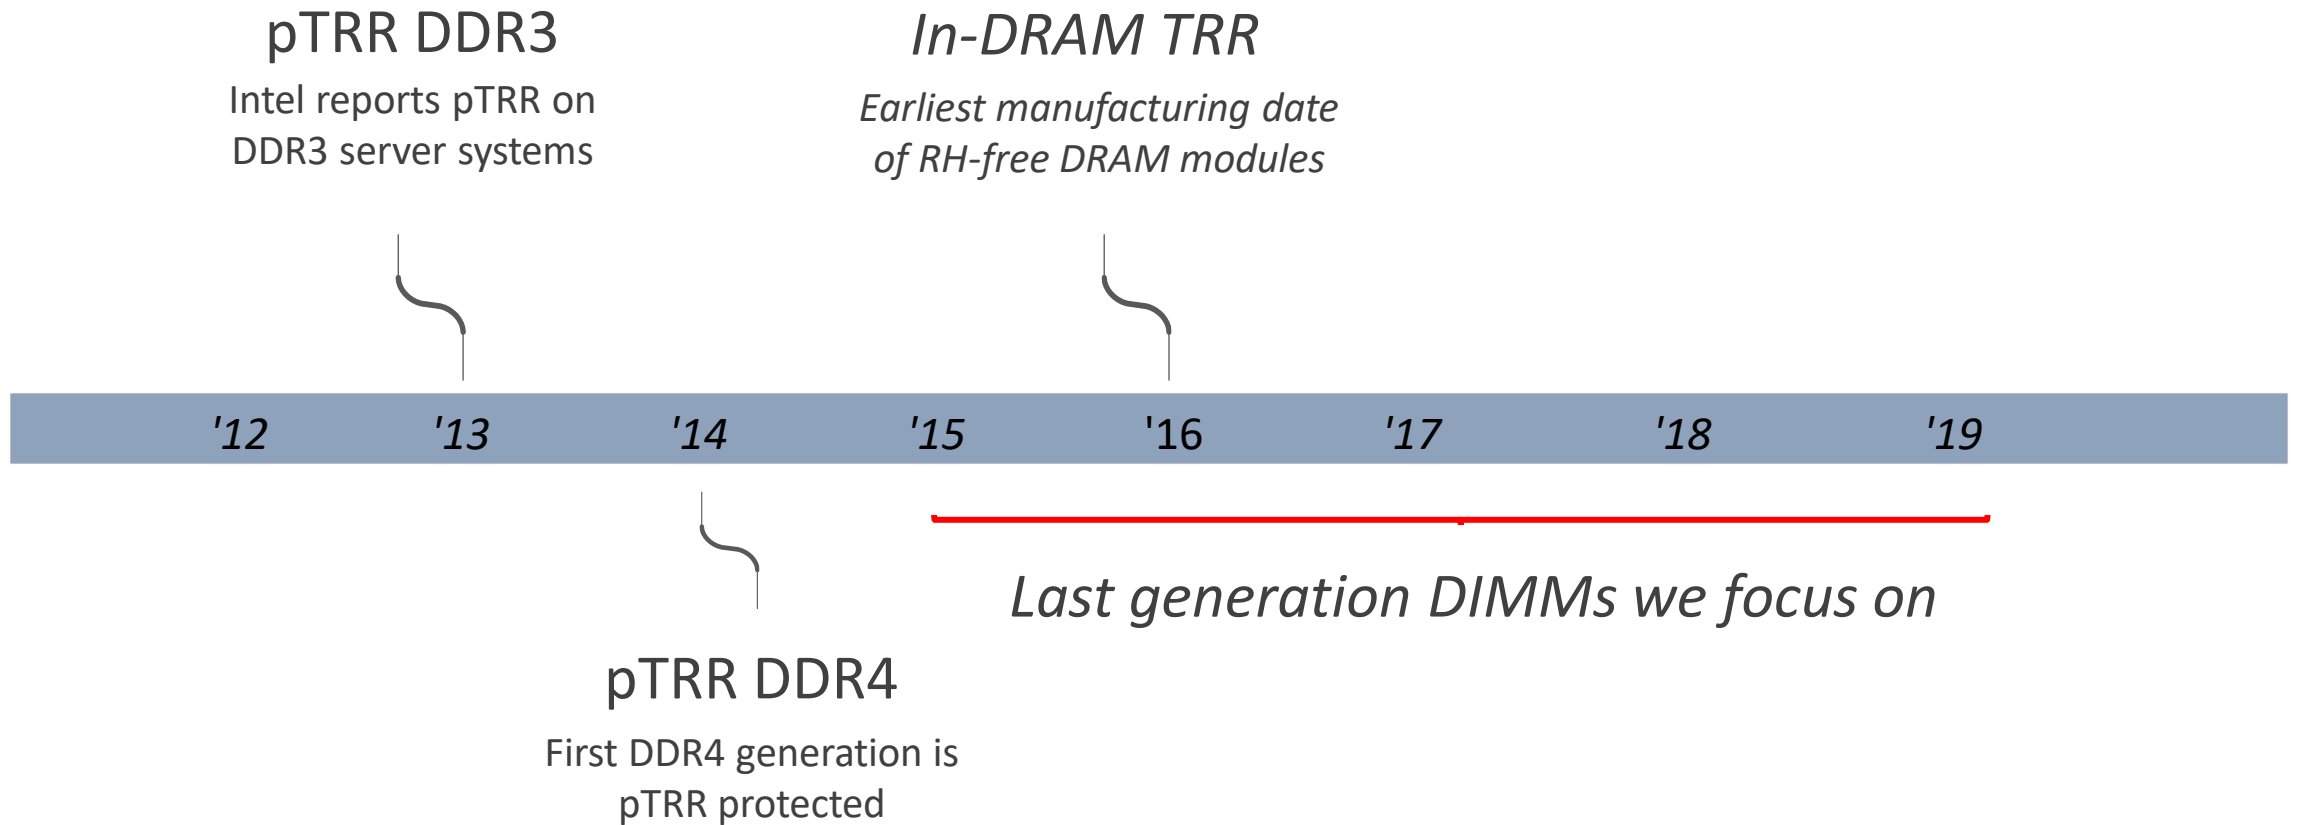 pTRR DDR3
Intel reports pTRR on
DDR3 server systems
In-DRAM TRR
Earliest manufacturing date
of RH-free DRAM modules
'12 '13 '14 '15 '16 '17 '18 '19
Last generation DIMMs we focus on
pTRR DDR4
First DDR4 generation is
pTRR protected